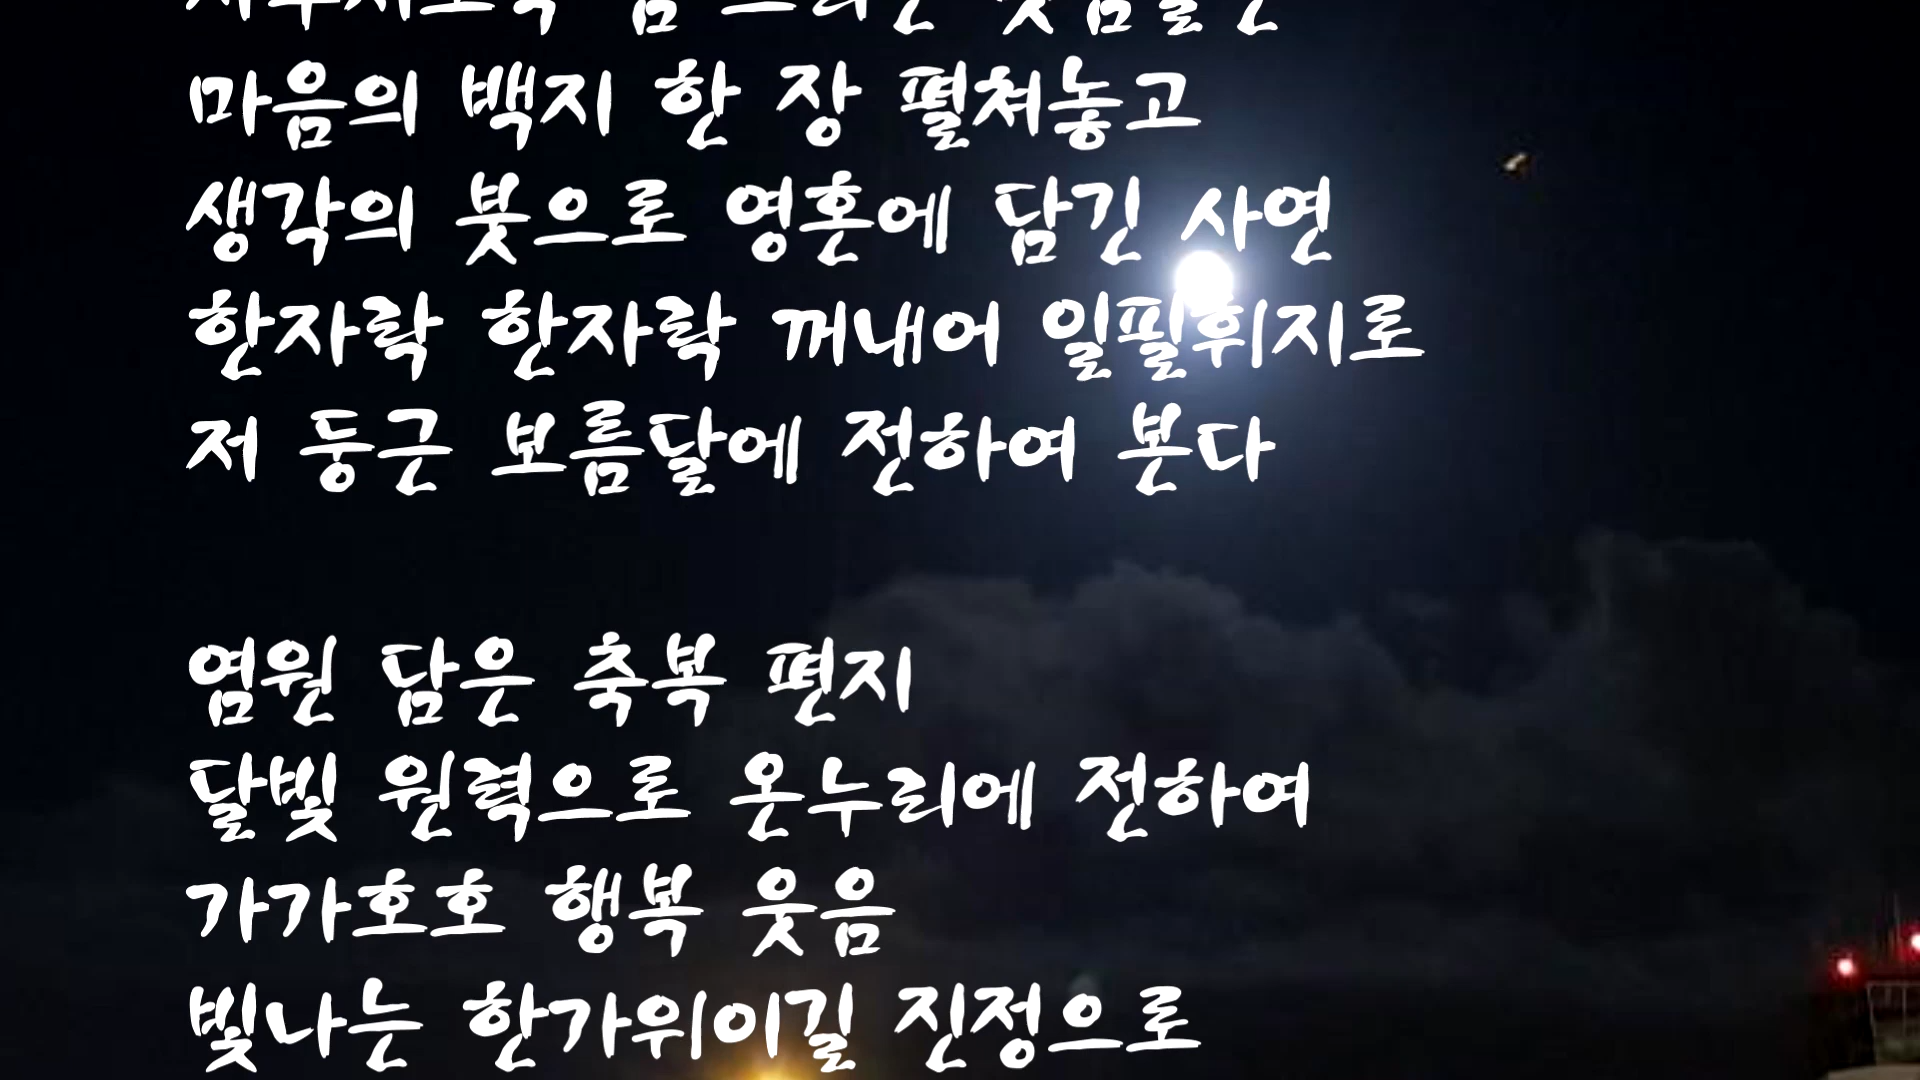 마음의 백지 한 장 펼쳐놓고
생각의 붓으로 영혼에 담긴 사연
한자락 한자락 꺼내어 일필휘지로
저 둥근 보름달에 전하여 본다
염원 담은 축복 편지
달빛 원력으로 온누리에 전하여
가가호호 행복 웃음
빛나는 한가위이길 진정으로